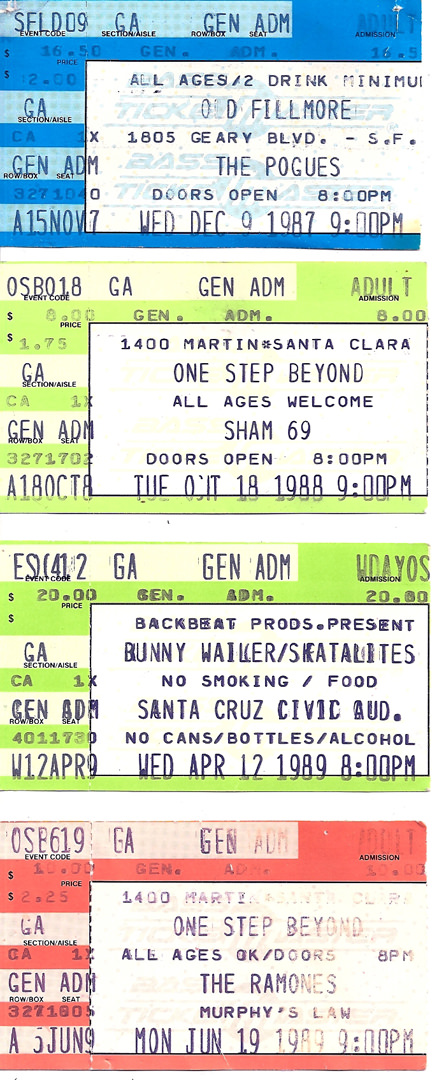 SFLD09 GA GEN ADM ADULT
EVENT CODE SECTION/AISLE ROW/BOX SEAT ADMISSION
$ 16.50 GEN. ADM. 16.5
PRICE
$ 2.00 ALL AGES/2 DRINK MINIMU
GA OLD FILLMORE
SECTION/AISLE
CA 1X 1805 GEARY BLVD. - S.F.
GEN ADM THE POGUES
ROW/BOX SEAT
3271040 DOORS OPEN 8:00PM
A15NOV7 WED DEC 9 1987 9:00PM
OSB018 GA GEN ADM ADULT
EVENT CODE ADMISSION
$ 8.00 GEN. ADM. 8.00
PRICE
$ 1.75 1400 MARTIN*SANTA CLARA
GA ONE STEP BEYOND
SECTION/AISLE
CA 1X ALL AGES WELCOME
GEN ADM SHAM 69
ROW/BOX SEAT
3271702 DOORS OPEN 8:00PM
A18OCT8 TUE OCT 18 1988 9:00PM
GA GEN ADM WDAYOS
EVENT CODE ADMISSION
$ 20.00 GEN. ADM. 20.00
PRICE
$ BACKBEAT PRODS.PRESENT
GA BUNNY WAILER/SKATALITES
SECTION/AISLE
CA 1X NO SMOKING / FOOD
GEN ADM SANTA CRUZ CIVIC AUD.
ROW/BOX SEAT
4011730 NO CANS/BOTTLES/ALCOHOL
W12APR9 WED APR 12 1989 8:00PM
OSB619 GA GEN ADM ADULT
EVENT CODE ADMISSION
$ GEN. ADM.
PRICE
$ 2.25 1400 MARTIN*SANTA CLARA
GA ONE STEP BEYOND
SECTION/AISLE
CA 1X ALL AGES OK/DOORS 8PM
GEN ADM THE RAMONES
ROW/BOX SEAT
3271805 MURPHY'S LAW
A 5JUN9 MON JUN 19 1989 9:00PM